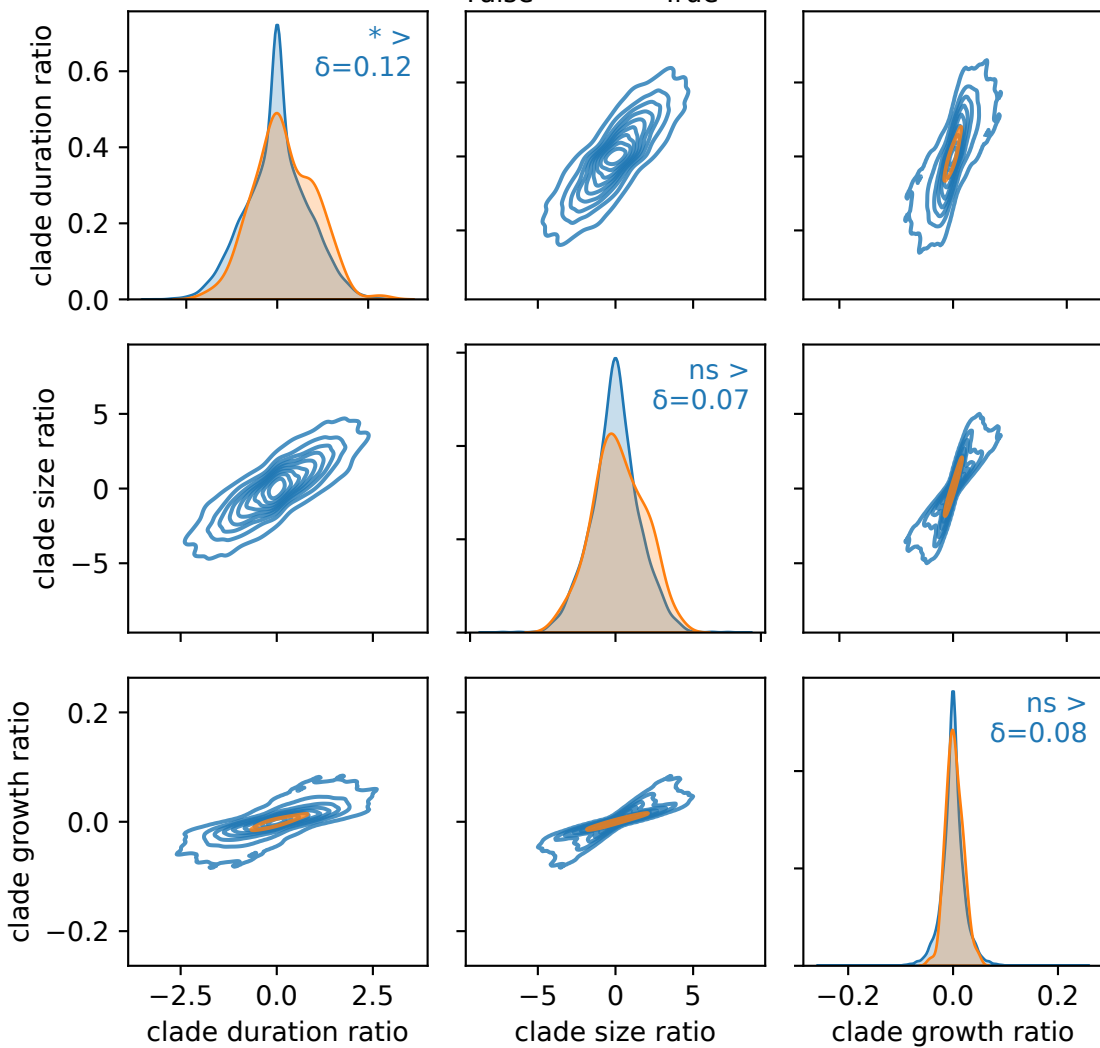 * >
δ=0.12
clade duration ratio
0.6
0.4
0.2
0.0
ns >
δ=0.07
clade size ratio
5
0
−5
ns >
δ=0.08
clade growth ratio
0.2
0.0
−0.2
−2.5 0.0 2.5
−5 0 5
−0.2 0.0 0.2
clade duration ratio
clade size ratio
clade growth ratio